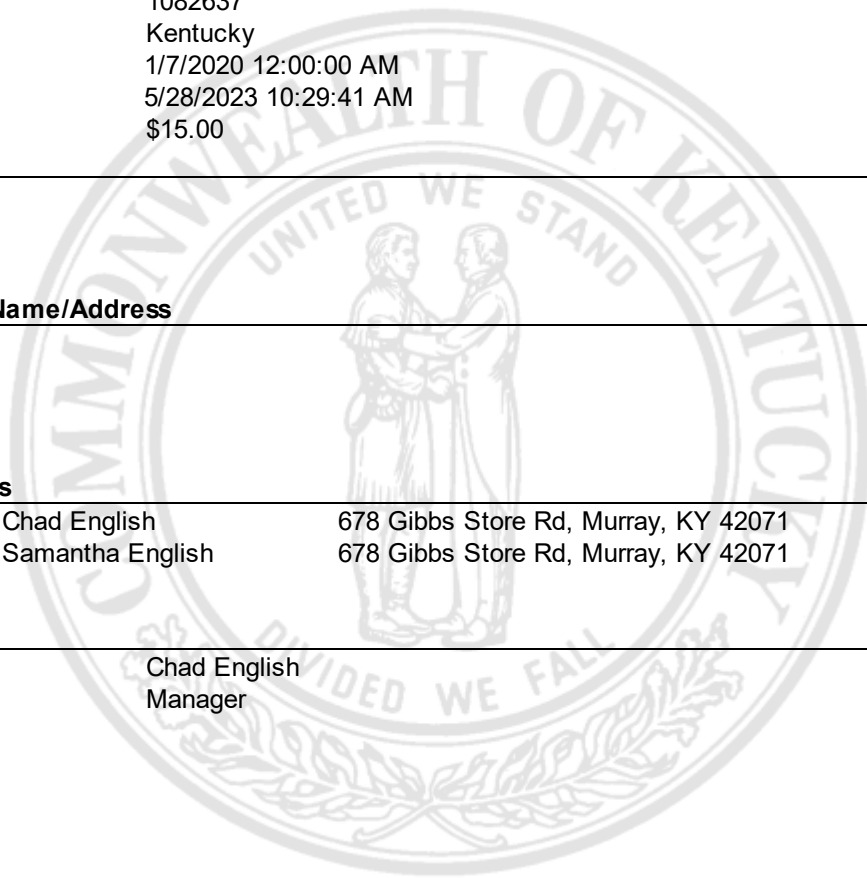 1082637
Kentucky
1/7/2020 12:00:00 AM
5/28/2023 10:29:41 AM
$15.00
COMMONWEALTH OF KENTUCKY
UNITED WE STAND
Name/Address
s
Chad English 678 Gibbs Store Rd, Murray, KY 42071
Samantha English 678 Gibbs Store Rd, Murray, KY 42071
DIVIDED WE FALL
Chad English
Manager